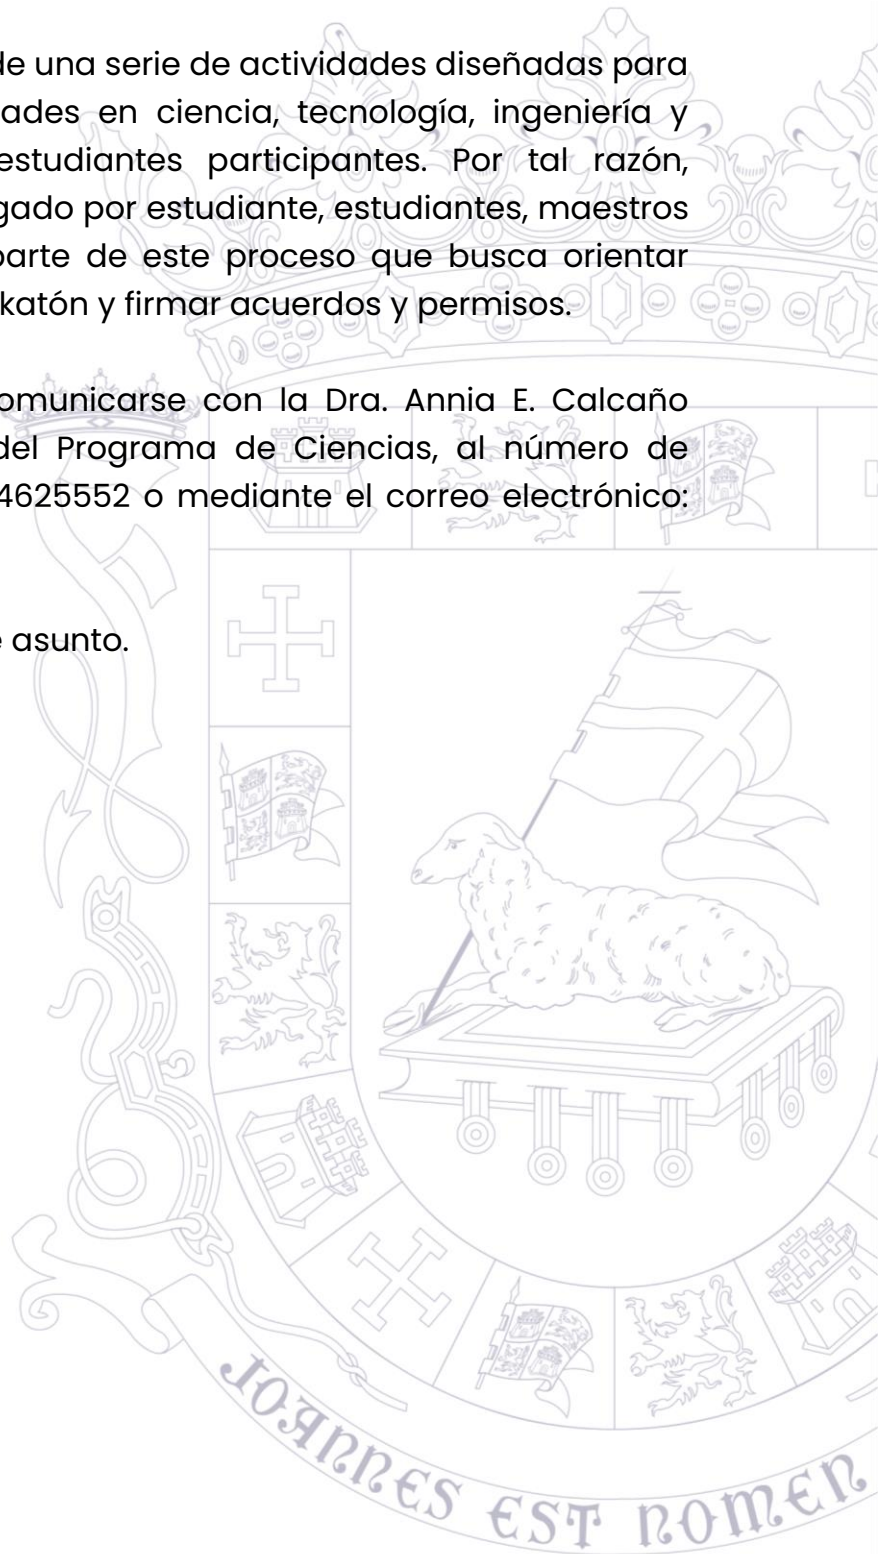 de una serie de actividades diseñadas para
ades en ciencia, tecnología, ingeniería y
estudiantes participantes. Por tal razón,
gado por estudiante, estudiantes, maestros
parte de este proceso que busca orientar
katón y firmar acuerdos y permisos.
omunicarse con la Dra. Annia E. Calcaño
del Programa de Ciencias, al número de
4625552 o mediante el correo electrónico:
e asunto.
JOANNES EST NOMEN